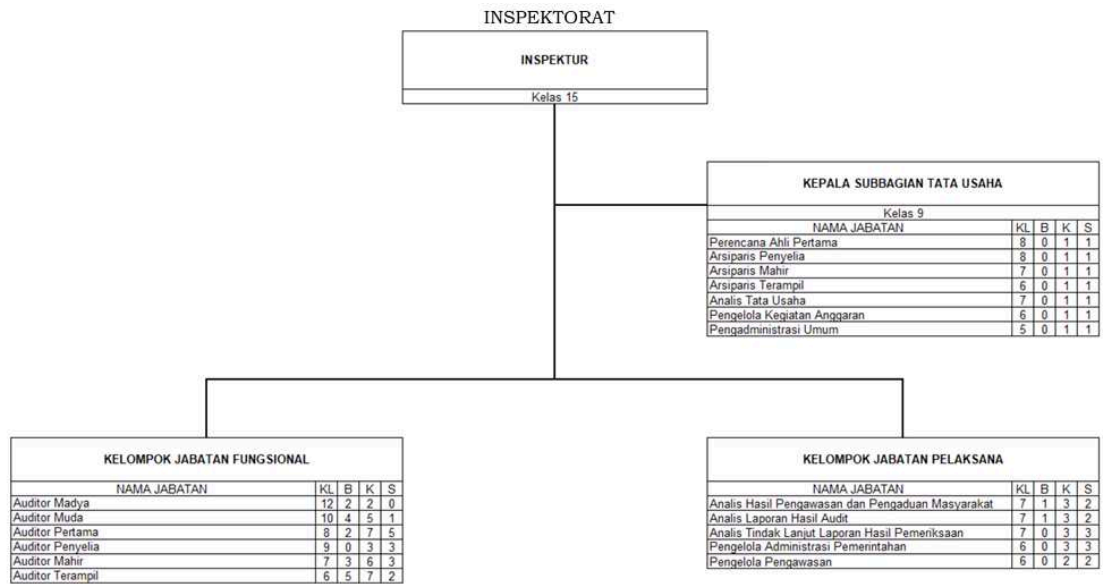 INSPEKTORAT
INSPEKTUR
Kelas 15
KEPALA SUBBAGIAN TATA USAHA
Kelas 9
NAMA JABATAN KL B K S
Perencana Ahli Pertama 8 0 1 1
Arsiparis Penyelia 8 0 1 1
Arsiparis Mahir 7 0 1 1
Arsiparis Terampil 6 0 1 1
Analis Tata Usaha 7 0 1 1
Pengelola Kegiatan Anggaran 6 0 1 1
Pengadministrasi Umum 5 0 1 1
KELOMPOK JABATAN FUNGSIONAL
NAMA JABATAN KL B K S
Auditor Madya 12 2 2 0
Auditor Muda 10 4 5 1
Auditor Pertama 8 2 7 5
Auditor Penyelia 9 0 3 3
Auditor Mahir 7 3 6 3
Auditor Terampil 6 5 7 2
KELOMPOK JABATAN PELAKSANA
NAMA JABATAN KL B K S
Analis Hasil Pengawasan dan Pengaduan Masyarakat 7 1 3 2
Analis Laporan Hasil Audit 7 1 3 2
Analis Tindak Lanjut Laporan Hasil Pemeriksaan 7 0 3 3
Pengelola Administrasi Pemerintahan 6 0 3 3
Pengelola Pengawasan 6 0 2 2